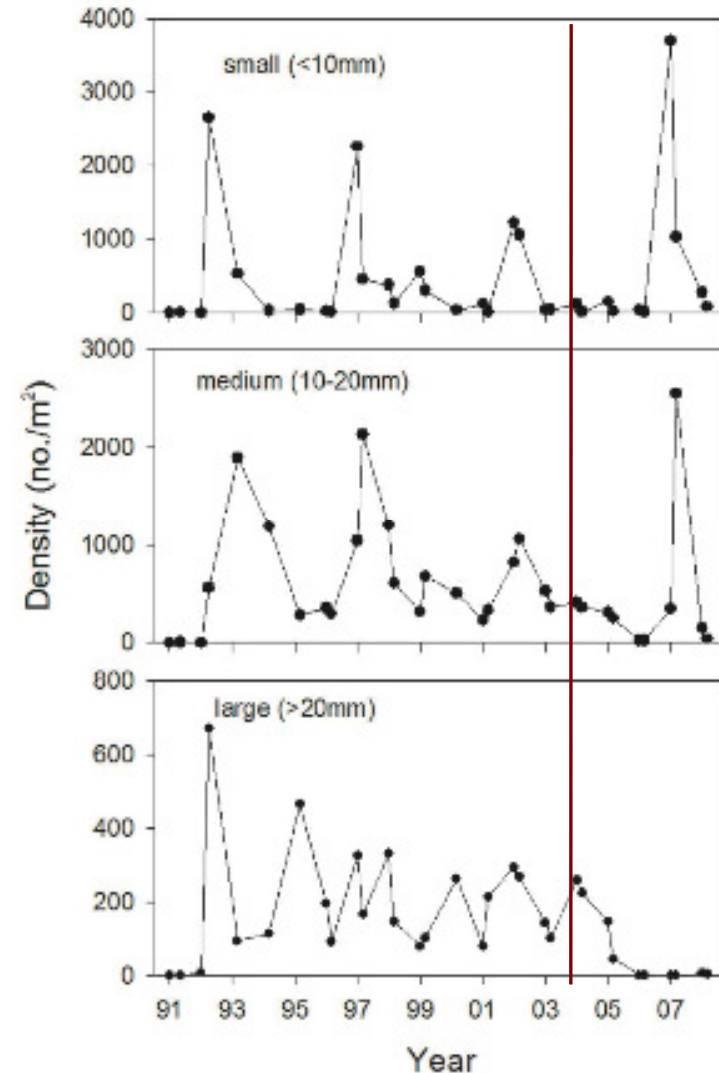 4000
small (<10mm)
3000
2000
1000
0
3000
medium (10-20mm)
2000
1000
0
Density (no./m²)
800
large (>20mm)
600
400
200
0
91 93 95 97 99 01 03 05 07
Year